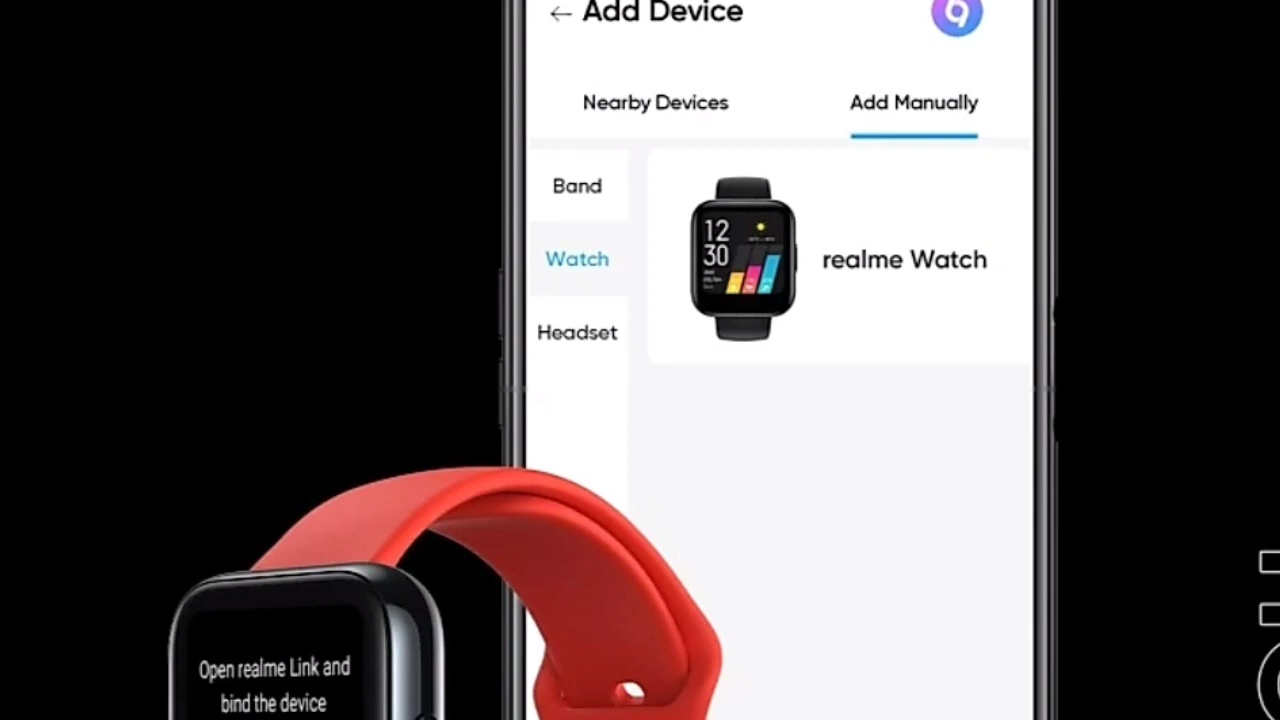 ← Add Device
Nearby Devices
Add Manually
Band
Watch
Headset
12
30
realme Watch
Open realme Link and
bind the device